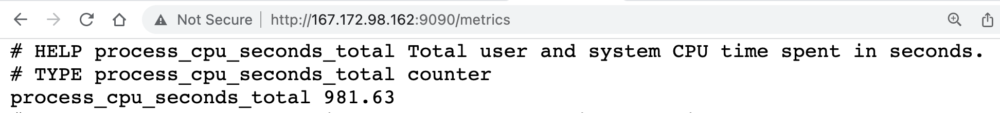 Not Secure | http://167.172.98.162:9090/metrics
# HELP process_cpu_seconds_total Total user and system CPU time spent in seconds.
# TYPE process_cpu_seconds_total counter
process_cpu_seconds_total 981.63